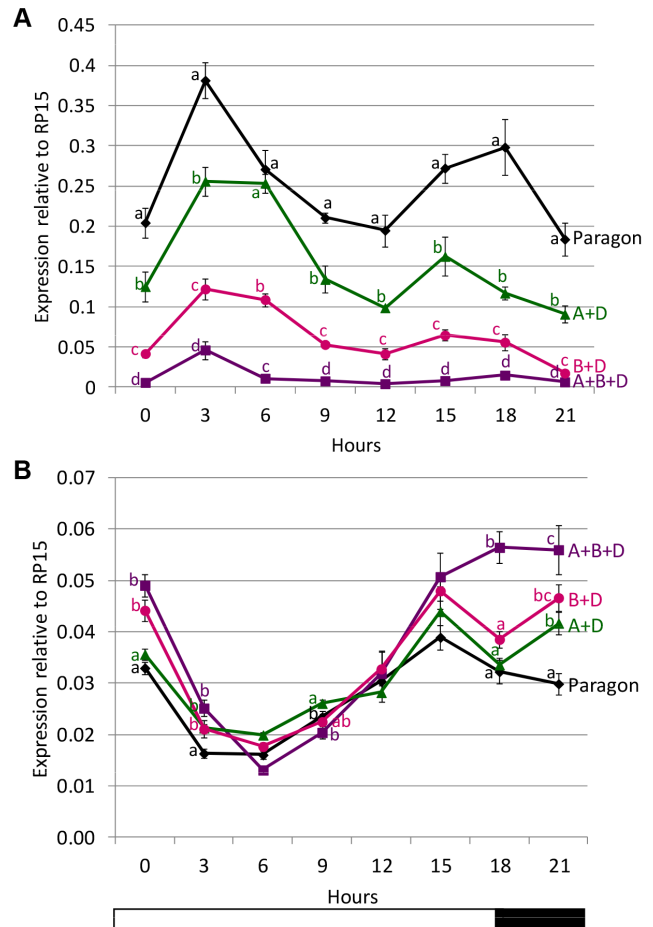 A
Expression relative to RP15
0.45
0.4
0.35
0.3
0.25
0.2
0.15
0.1
0.05
0
a a a a a a a a
b b a b b b b b
c c b c c c c c
d d c d d d d d
Paragon
A+D
B+D
A+B+D
0 3 6 9 12 15 18 21
Hours
B
Expression relative to RP15
0.07
0.06
0.05
0.04
0.03
0.02
0.01
0.00
b b b b c
b b ab a bc
a b a a b
a a b a a
A+B+D
B+D
A+D
Paragon
0 3 6 9 12 15 18 21
Hours